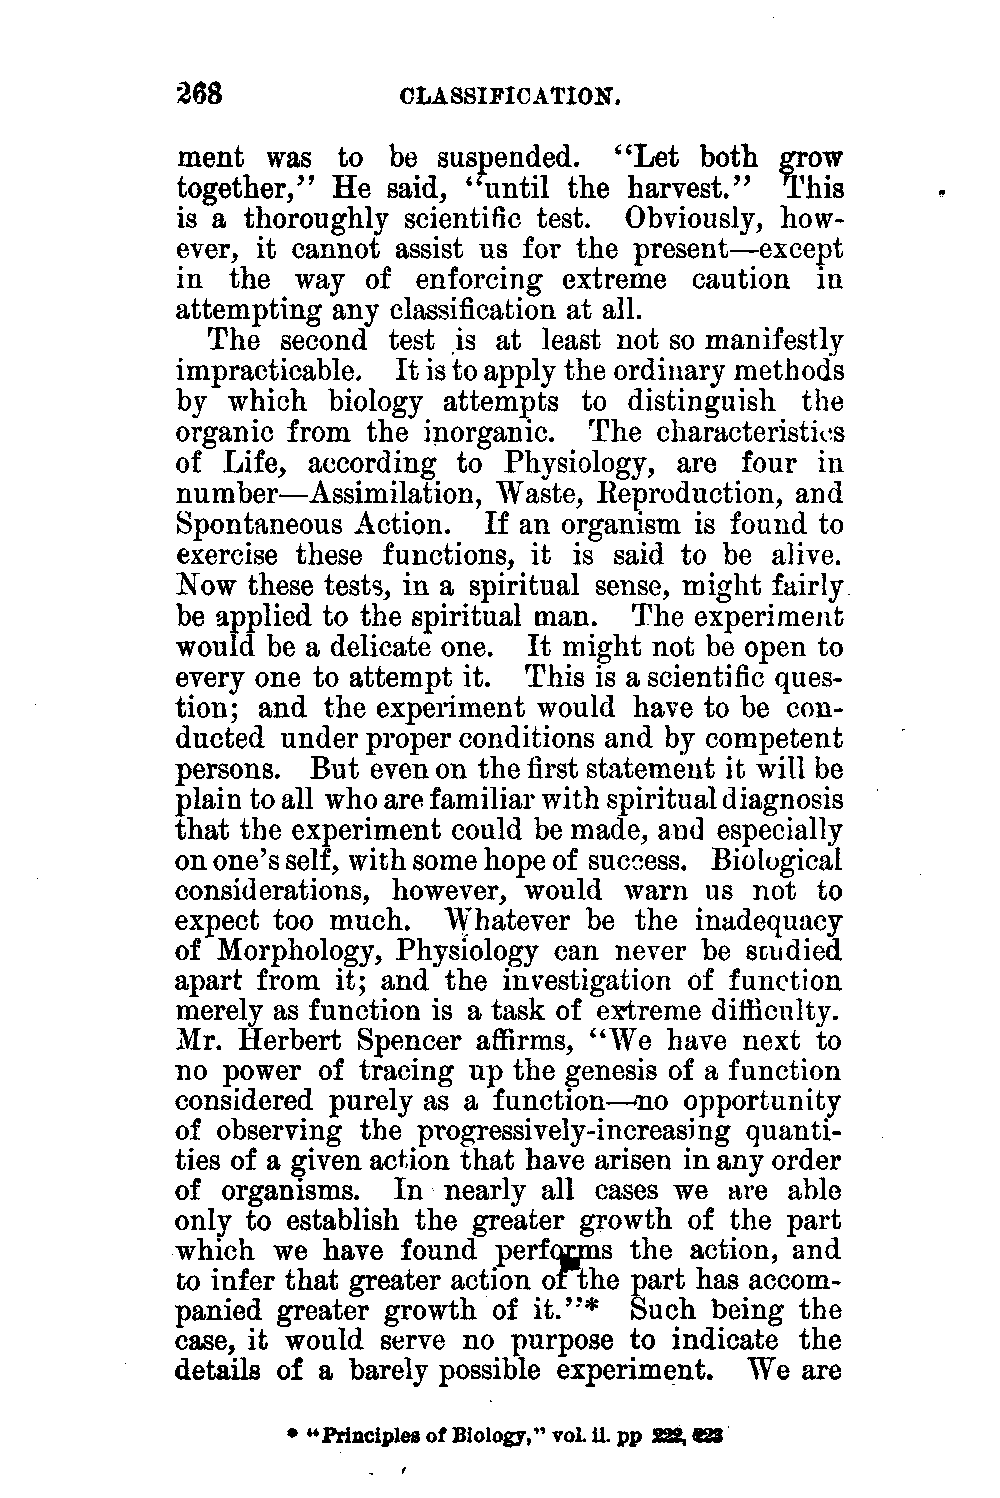 268 CLASSIFICATION.
ment was to be suspended. “Let both grow
together,” He said, “until the harvest.” This
is a thoroughly scientific test. Obviously, how-
ever, it cannot assist us for the present—except
in the way of enforcing extreme caution in
attempting any classification at all.
The second test is at least not so manifestly
impracticable. It is to apply the ordinary methods
by which biology attempts to distinguish the
organic from the inorganic. The characteristics
of Life, according to Physiology, are four in
number—Assimilation, Waste, Reproduction, and
Spontaneous Action. If an organism is found to
exercise these functions, it is said to be alive.
Now these tests, in a spiritual sense, might fairly
be applied to the spiritual man. The experiment
would be a delicate one. It might not be open to
every one to attempt it. This is a scientific ques-
tion; and the experiment would have to be con-
ducted under proper conditions and by competent
persons. But even on the first statement it will be
plain to all who are familiar with spiritual diagnosis
that the experiment could be made, and especially
on one’s self, with some hope of success. Biological
considerations, however, would warn us not to
expect too much. Whatever be the inadequacy
of Morphology, Physiology can never be studied
apart from it; and the investigation of function
merely as function is a task of extreme difficulty.
Mr. Herbert Spencer affirms, “We have next to
no power of tracing up the genesis of a function
considered purely as a function—no opportunity
of observing the progressively-increasing quanti-
ties of a given action that have arisen in any order
of organisms. In nearly all cases we are able
only to establish the greater growth of the part
which we have found performs the action, and
to infer that greater action of the part has accom-
panied greater growth of it.”* Such being the
case, it would serve no purpose to indicate the
details of a barely possible experiment. We are
* “Principles of Biology,” vol. ii. pp 222, 223